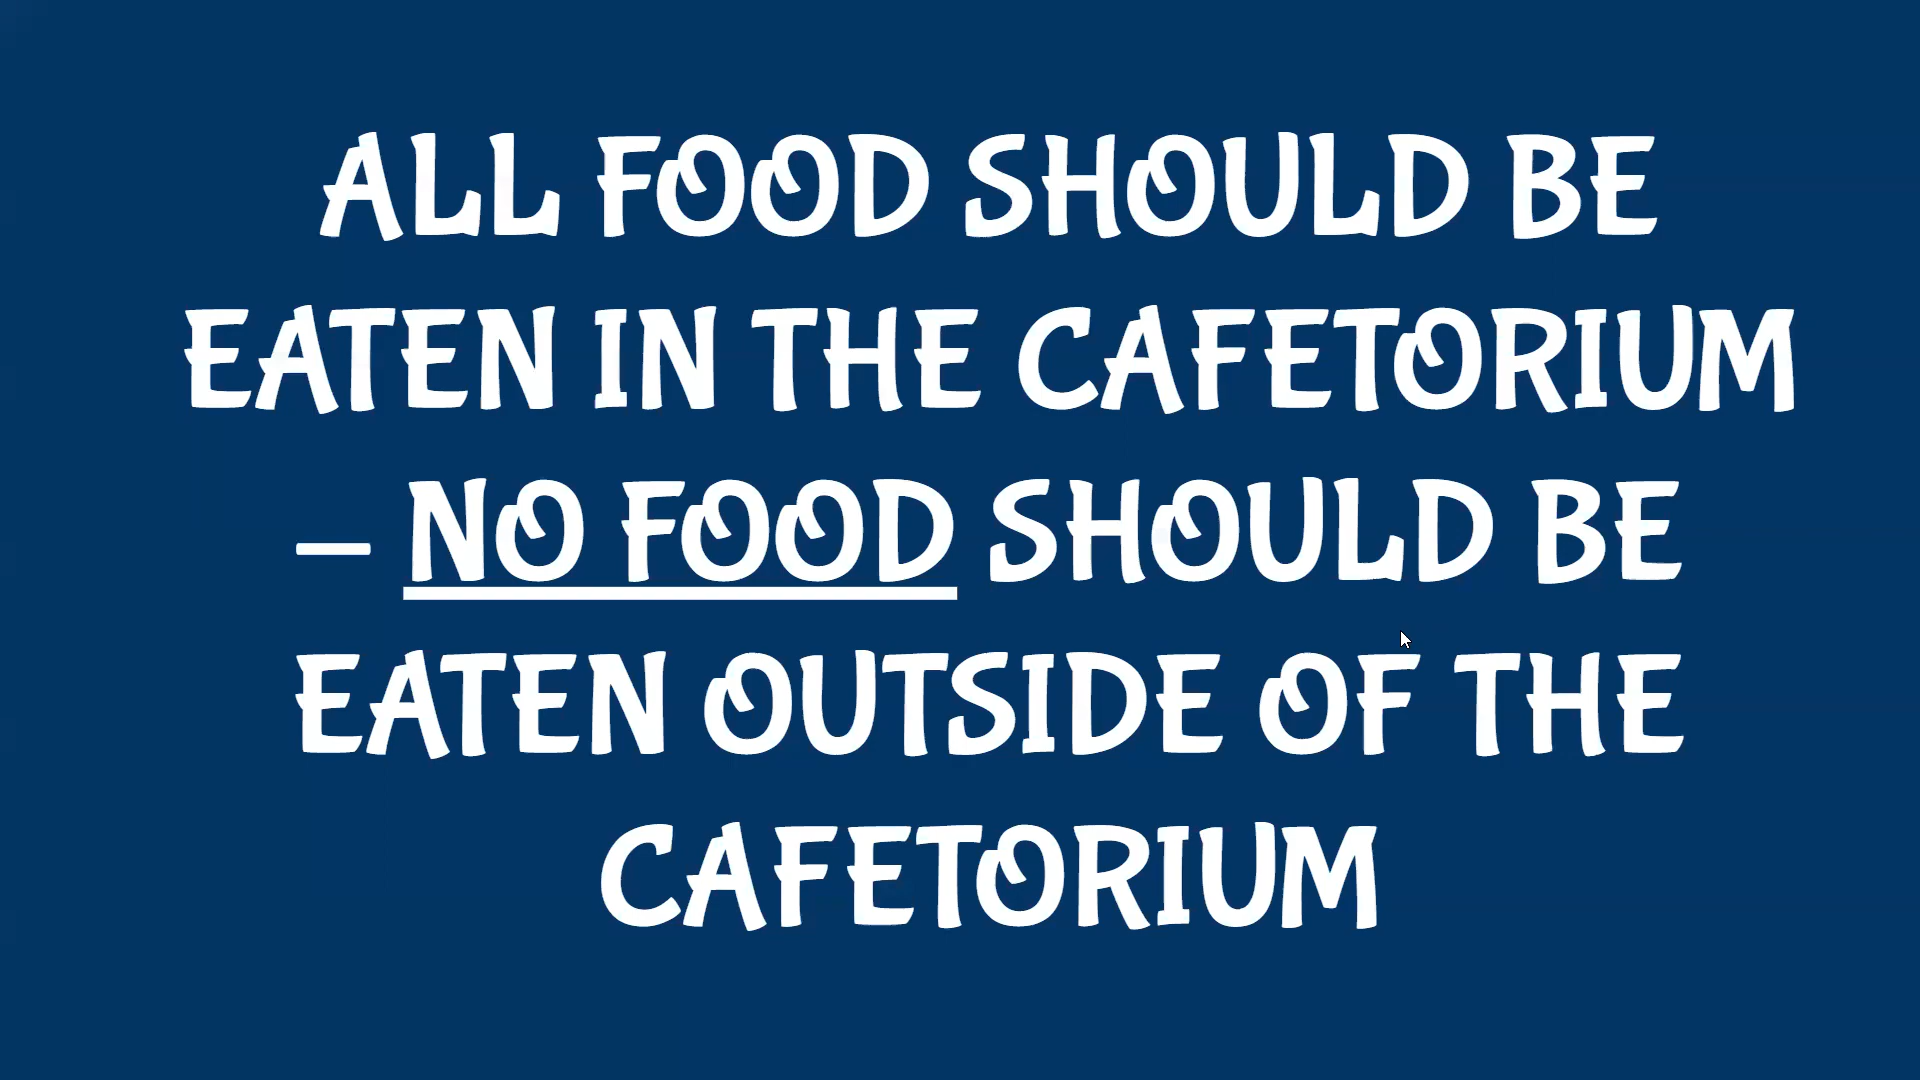 ALL FOOD SHOULD BE
EATEN IN THE CAFETORIUM
– NO FOOD SHOULD BE
EATEN OUTSIDE OF THE
CAFETORIUM